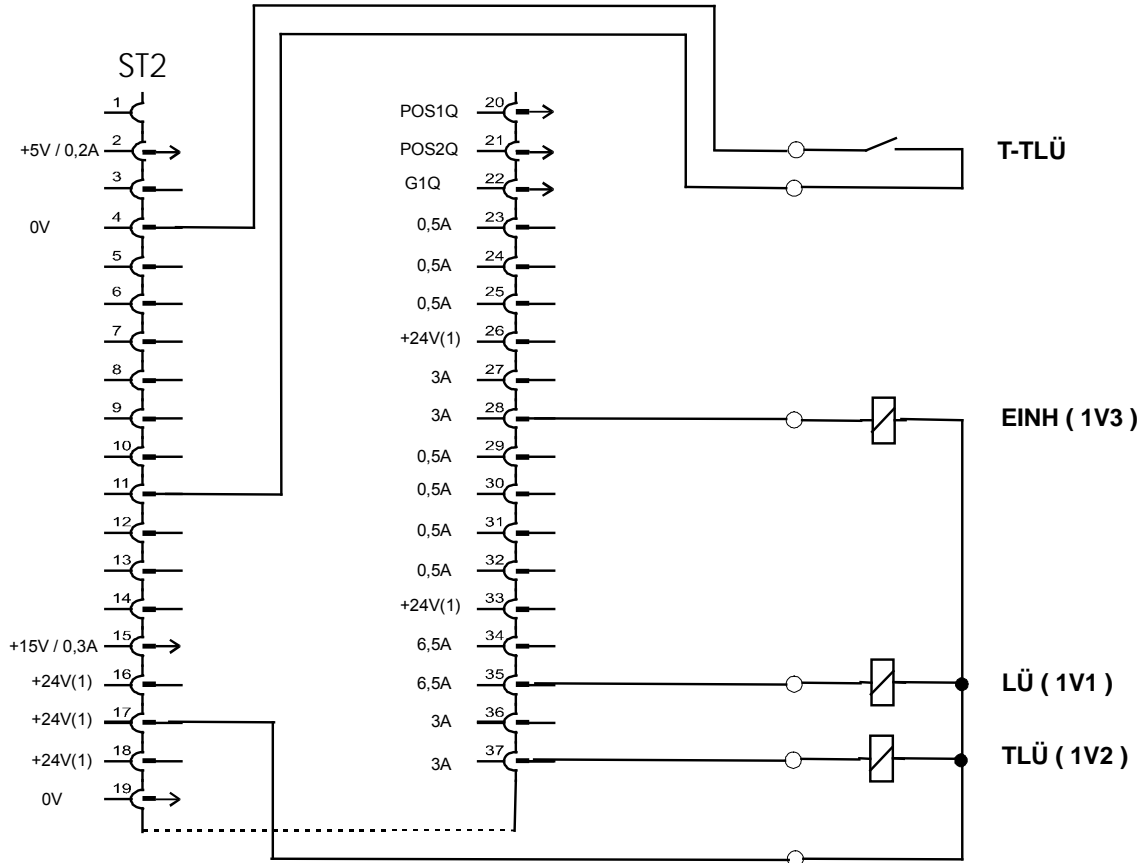 ST2
1
+5V / 0,2A 2
3
0V 4
5
6
7
8
9
10
11
12
13
14
+15V / 0,3A 15
+24V(1) 16
+24V(1) 17
+24V(1) 18
0V 19
POS1Q 20
POS2Q 21
G1Q 22
0,5A 23
0,5A 24
0,5A 25
+24V(1) 26
3A 27
3A 28
0,5A 29
0,5A 30
0,5A 31
0,5A 32
+24V(1) 33
6,5A 34
6,5A 35
3A 36
3A 37
T-TLÜ
EINH ( 1V3 )
LÜ ( 1V1 )
TLÜ ( 1V2 )